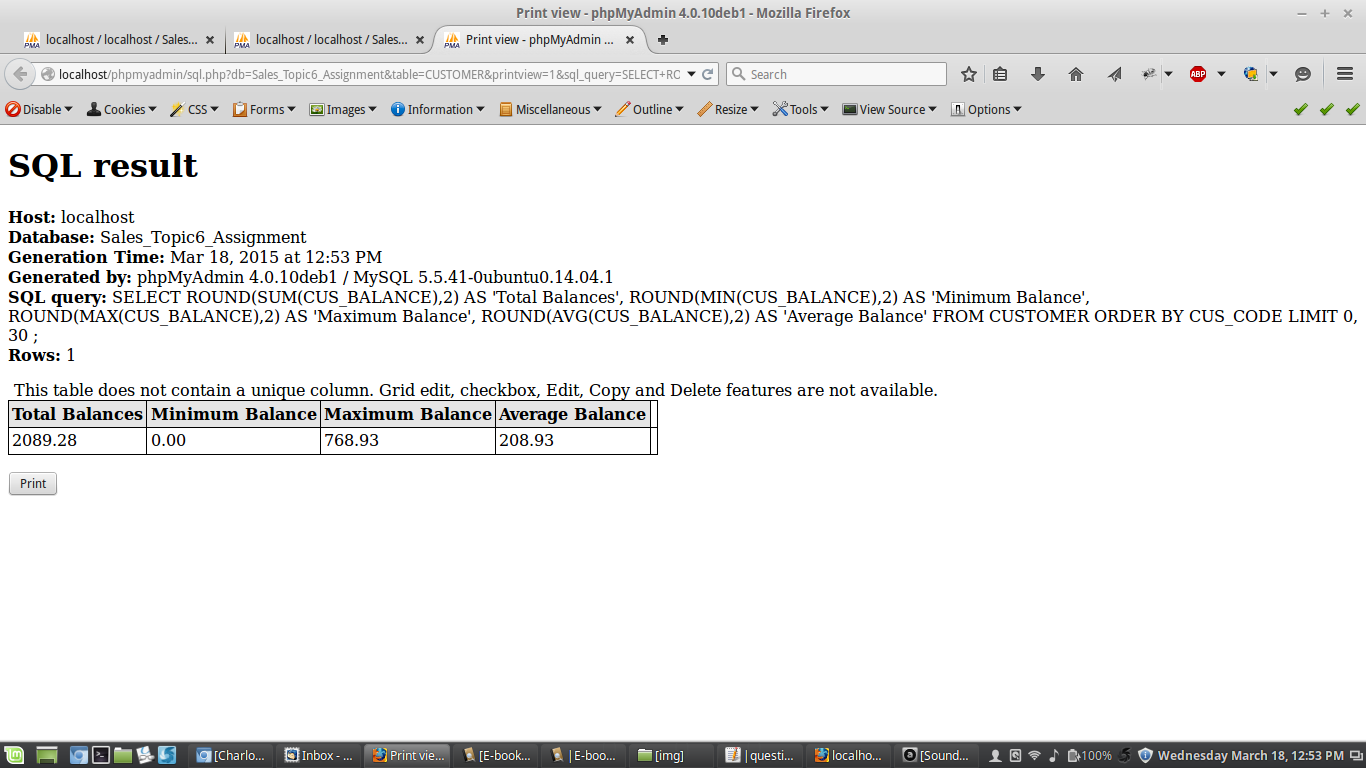 Print view - phpMyAdmin 4.0.10deb1 - Mozilla Firefox
localhost / localhost / Sales...
localhost / localhost / Sales...
Print view - phpMyAdmin ...
localhost/phpmyadmin/sql.php?db=Sales_Topic6_Assignment&table=CUSTOMER&printview=1&sql_query=SELECT+RO
Search
Disable Cookies CSS Forms Images Information Miscellaneous Outline Resize Tools View Source Options
SQL result
Host: localhost
Database: Sales_Topic6_Assignment
Generation Time: Mar 18, 2015 at 12:53 PM
Generated by: phpMyAdmin 4.0.10deb1 / MySQL 5.5.41-0ubuntu0.14.04.1
SQL query: SELECT ROUND(SUM(CUS_BALANCE),2) AS 'Total Balances', ROUND(MIN(CUS_BALANCE),2) AS 'Minimum Balance',
ROUND(MAX(CUS_BALANCE),2) AS 'Maximum Balance', ROUND(AVG(CUS_BALANCE),2) AS 'Average Balance' FROM CUSTOMER ORDER BY CUS_CODE LIMIT 0,
30 ;
Rows: 1
This table does not contain a unique column. Grid edit, checkbox, Edit, Copy and Delete features are not available.
Total Balances Minimum Balance Maximum Balance Average Balance
2089.28 0.00 768.93 208.93
Print
[Charlo... Inbox - ... Print vie... [E-book... | E-boo... [img] | questi... localho... [Sound... 100% Wednesday March 18, 12:53 PM